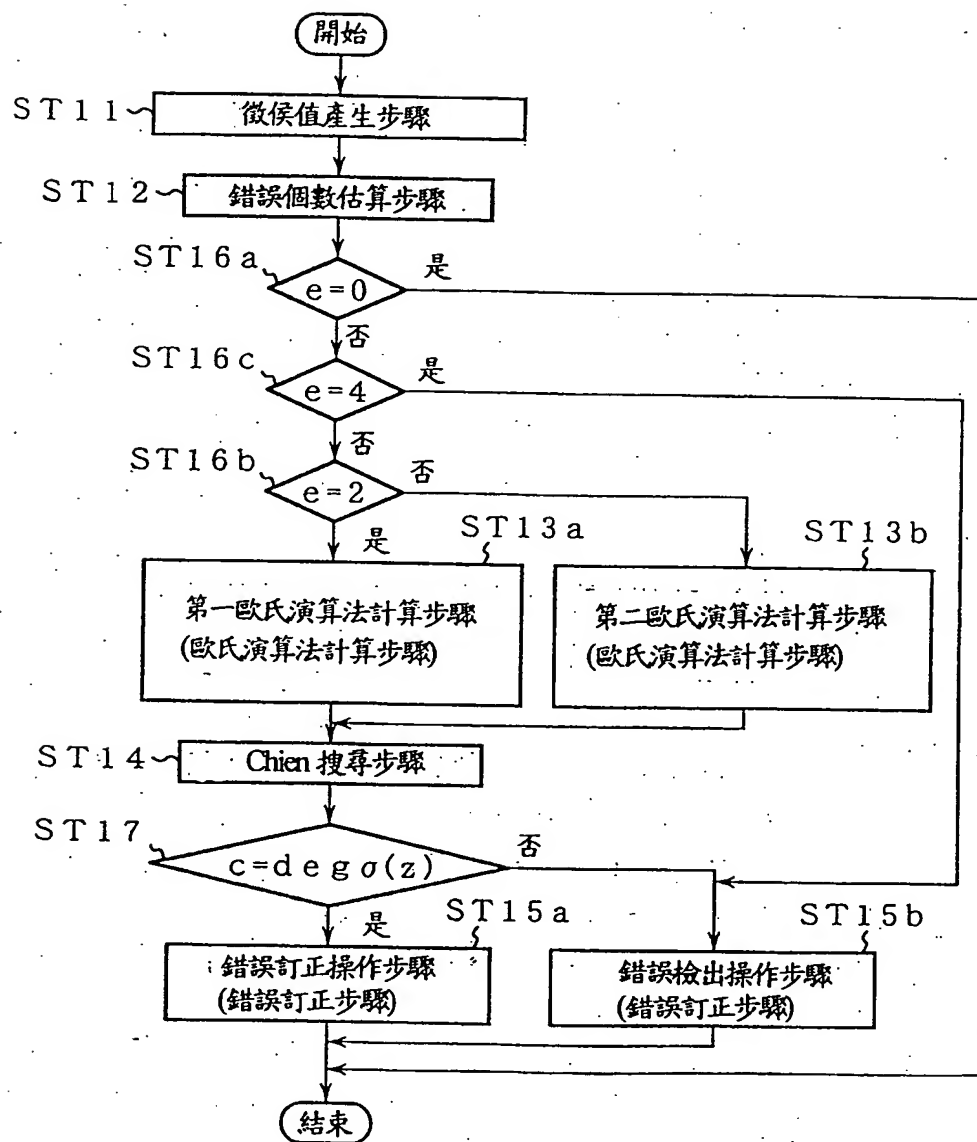 開始
ST11
徵侯值產生步驟
ST12
錯誤個數估算步驟
ST16a
e=0
是
否
ST16c
e=4
是
否
ST16b
e=2
否
是
ST13a
ST13b
第一歐氏演算法計算步驟
(歐氏演算法計算步驟)
第二歐氏演算法計算步驟
(歐氏演算法計算步驟)
ST14
Chien 搜尋步驟
ST17
c=deg σ(z)
否
是
ST15a
ST15b
錯誤訂正操作步驟
(錯誤訂正步驟)
錯誤檢出操作步驟
(錯誤訂正步驟)
結束